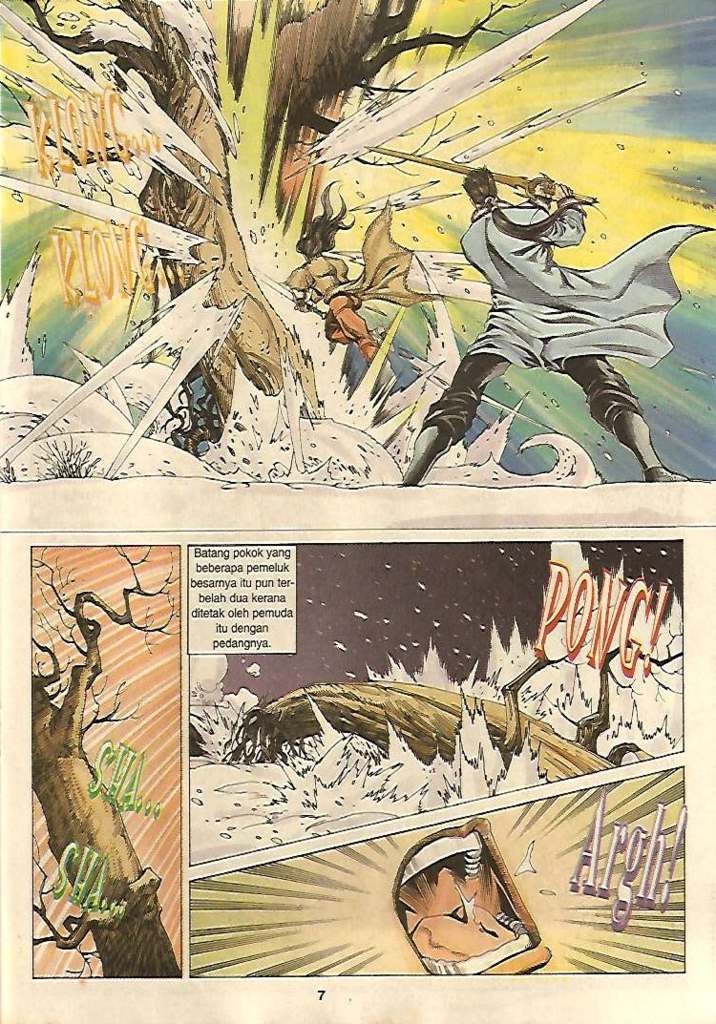 KLONG...
KLONG...
Batang pokok yang
beberapa pemeluk
besarnya itu pun ter-
belah dua kerana
ditetak oleh pemuda
itu dengan
pedangnya.
PONG!
SHA...
SHA...
Argh!
7